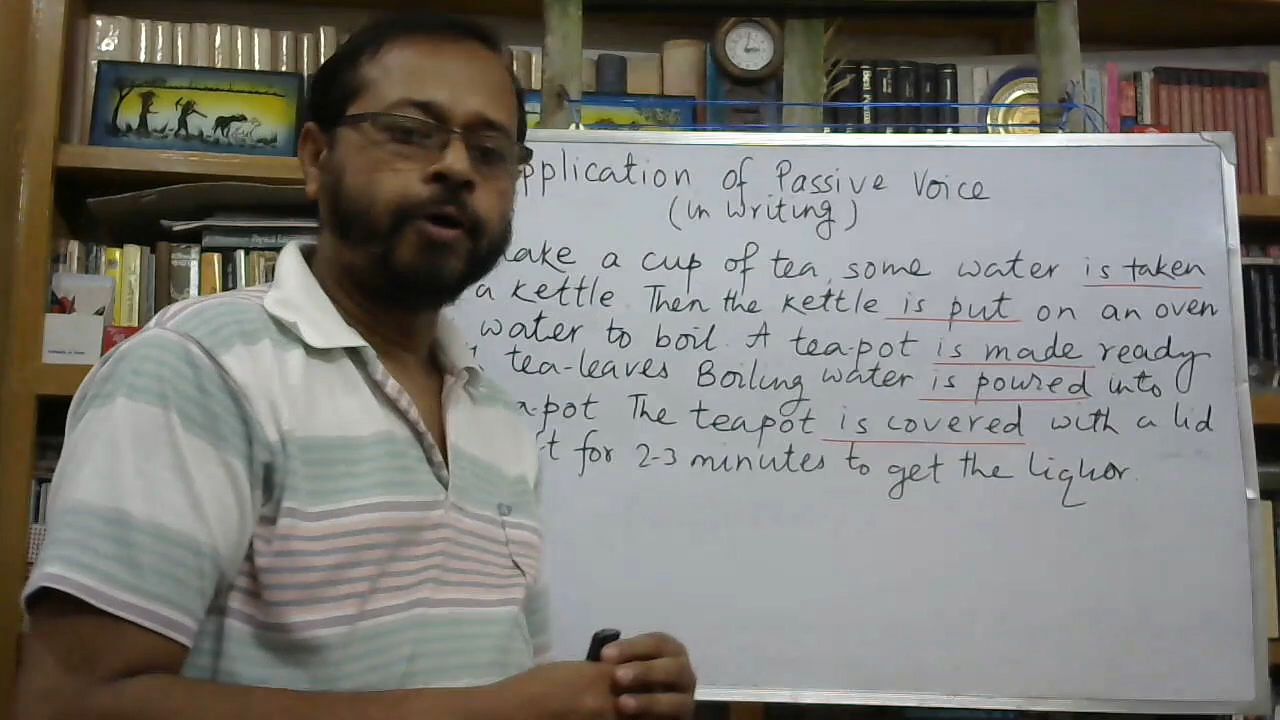 pplication of Passive Voice
(in writing)
ake a cup of tea, some water is taken
a kettle. Then the kettle is put on an oven
water to boil. A tea-pot is made ready
tea-leaves Boiling water is poured into
-pot The teapot is covered with a lid
t for 2-3 minutes to get the liquor.